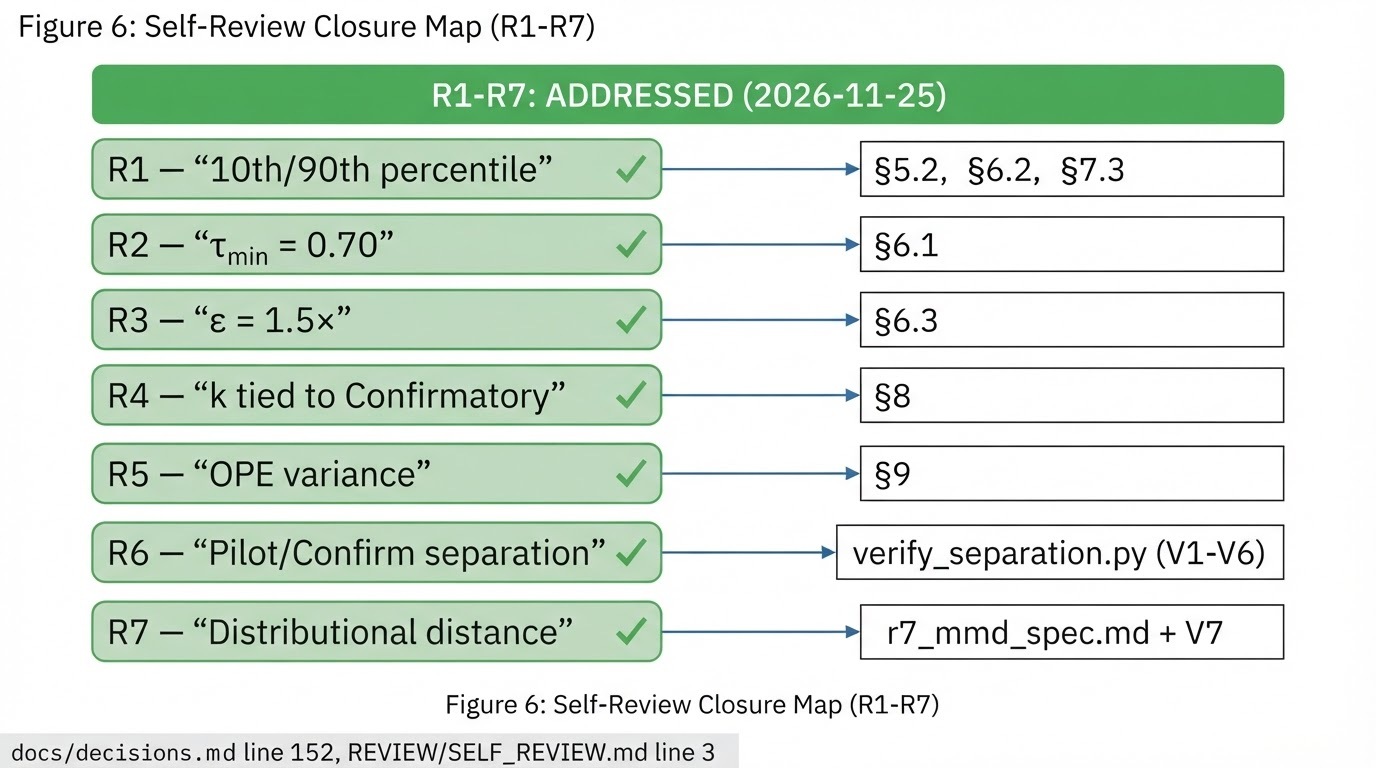 Figure 6: Self-Review Closure Map (R1-R7)
R1-R7: ADDRESSED (2026-11-25)
R1 — “10th/90th percentile” ✓ §5.2, §6.2, §7.3
R2 — “τmin = 0.70” ✓ §6.1
R3 — “ε = 1.5×” ✓ §6.3
R4 — “k tied to Confirmatory” ✓ §8
R5 — “OPE variance” ✓ §9
R6 — “Pilot/Confirm separation” ✓ verify_separation.py (V1-V6)
R7 — “Distributional distance” ✓ r7_mmd_spec.md + V7
Figure 6: Self-Review Closure Map (R1-R7)
docs/decisions.md line 152, REVIEW/SELF_REVIEW.md line 3